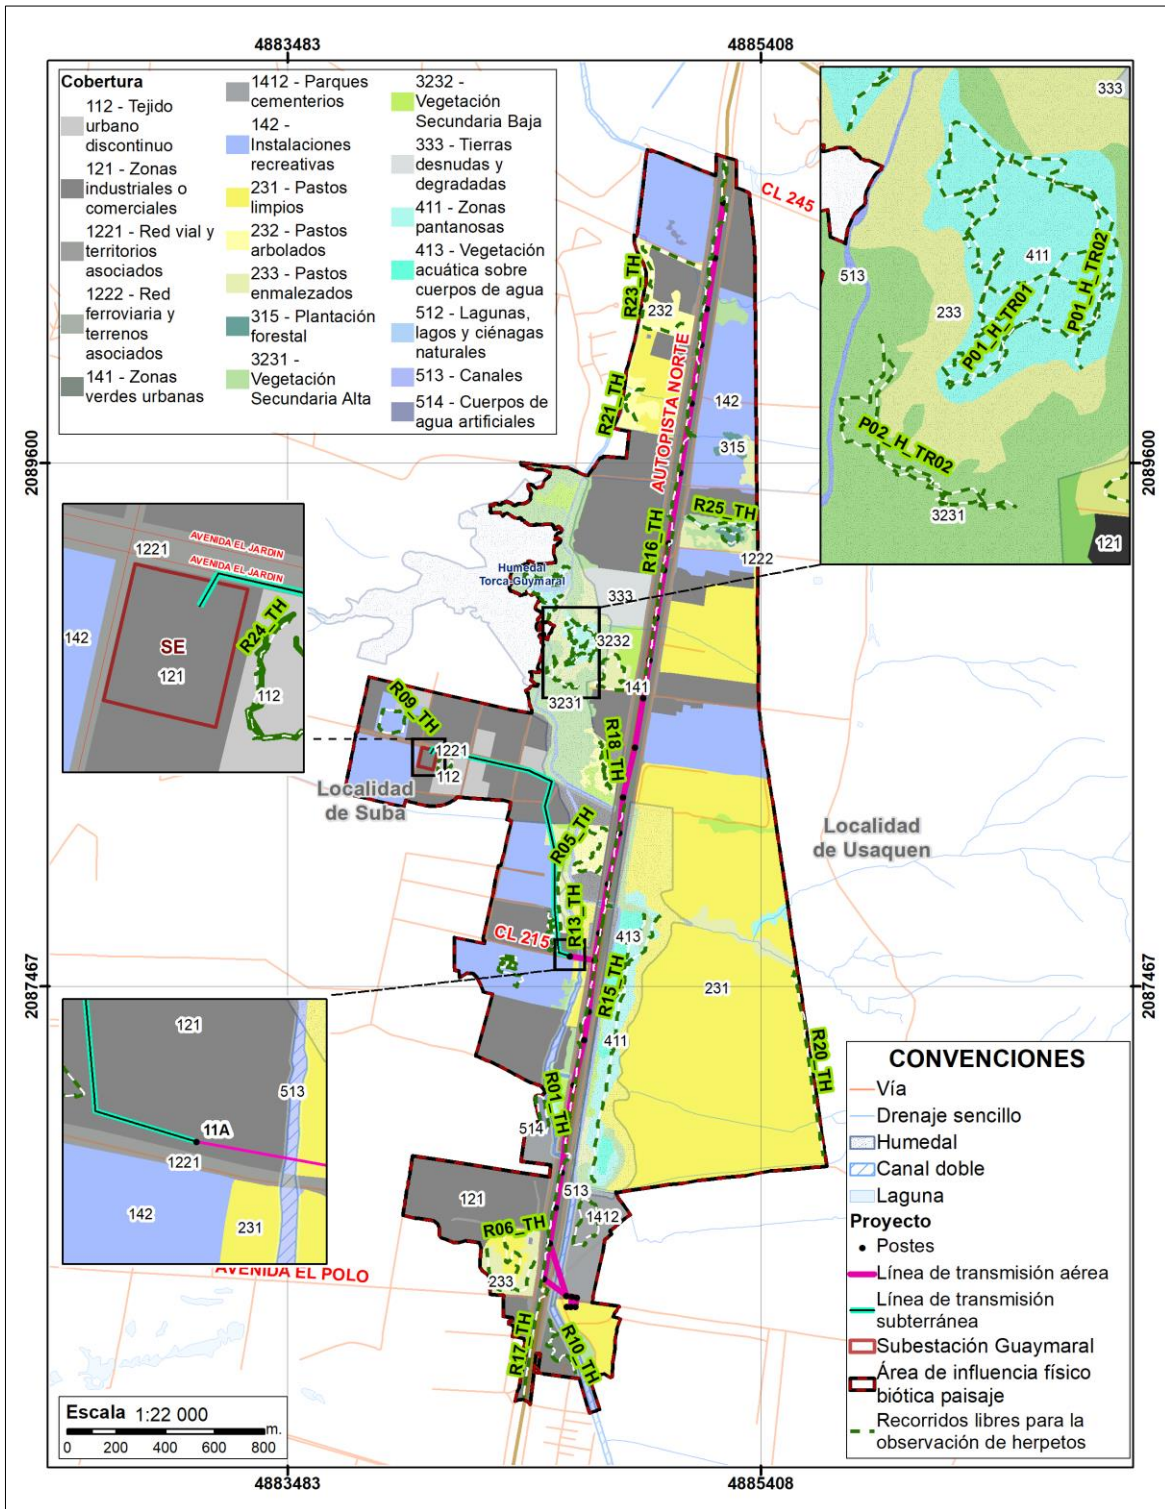 4883483
4885408
Cobertura
112 - Tejido
urbano
discontinuo
121 - Zonas
industriales o
comerciales
1221 - Red vial y
territorios
asociados
1222 - Red
ferroviaria y
terrenos
asociados
141 - Zonas
verdes urbanas
1412 - Parques
cementerios
142 -
Instalaciones
recreativas
231 - Pastos
limpios
232 - Pastos
arbolados
233 - Pastos
enmalezados
315 - Plantación
forestal
3231 -
Vegetación
Secundaria Alta
3232 -
Vegetación
Secundaria Baja
333 - Tierras
desnudas y
degradadas
411 - Zonas
pantanosas
413 - Vegetación
acuática sobre
cuerpos de agua
512 - Lagunas,
lagos y ciénagas
naturales
513 - Canales
514 - Cuerpos de
agua artificiales
333
513
411
233
P01_H_TR01
P01_H_TR02
P02_H_TR02
3231
121
CL 245
R23_TH
232
AUTOPISTA NORTE
R21_TH
142
315
2089600
2089600
R25_TH
R16_TH
1222
Humedal
Torca-Guymaral
333
3232
141
3231
AVENIDA EL JARDIN
AVENIDA EL JARDIN
1221
SE
121
142
R24_TH
112
R09_TH
1221
112
R18_TH
Localidad
de Suba
Localidad
de Usaquen
R05_TH
R13_TH
CL 215
413
2087467
2087467
R15_TH
231
411
R20_TH
R01_TH
514
121
513
11A
1221
142
231
121
513
1412
R06_TH
233
AVENIDA EL POLO
R17_TH
R10_TH
CONVENCIONES
Vía
Drenaje sencillo
Humedal
Canal doble
Laguna
Proyecto
Postes
Línea de transmisión aérea
Línea de transmisión
subterránea
Subestación Guaymaral
Área de influencia físico
biótica paisaje
Recorridos libres para la
observación de herpetos
Escala 1:22 000
m.
0 200 400 600 800
4883483
4885408